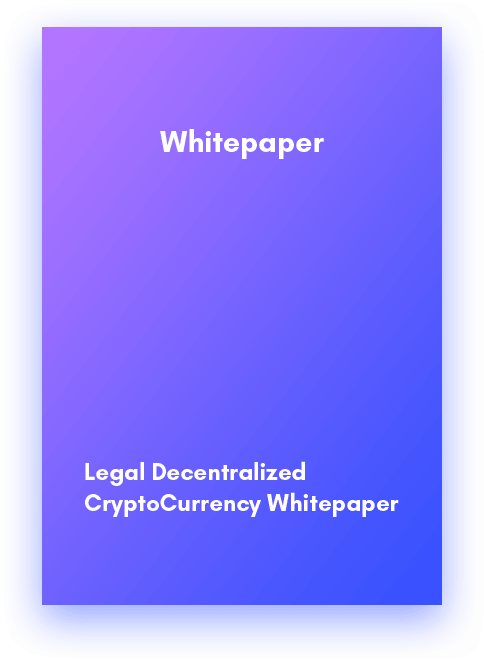 Whitepaper
Legal Decentralized
CryptoCurrency Whitepaper